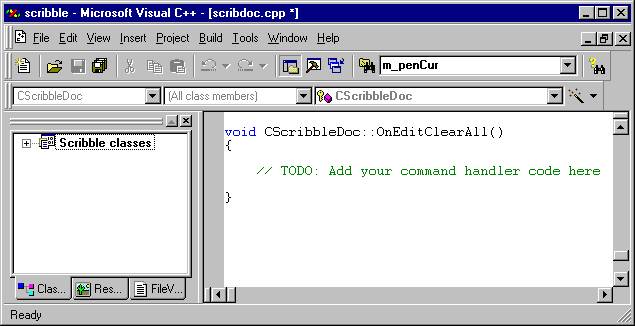 scribble - Microsoft Visual C++ - [scribdoc.cpp *]
File Edit View Insert Project Build Tools Window Help
m_penCur
CScribbleDoc (All class members) CScribbleDoc
Scribble classes
void CScribbleDoc::OnEditClearAll()
{
// TODO: Add your command handler code here
}
Clas... Res... FileV...
Ready